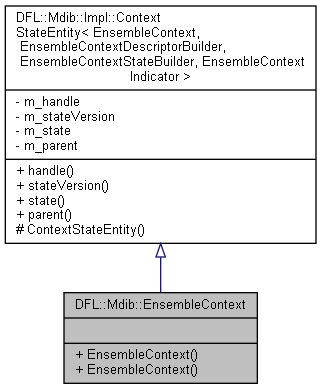 DFL::Mdib::Impl::Context
StateEntity< EnsembleContext,
EnsembleContextDescriptorBuilder,
EnsembleContextStateBuilder, EnsembleContext
Indicator >
- m_handle
- m_stateVersion
- m_state
- m_parent
+ handle()
+ stateVersion()
+ state()
+ parent()
# ContextStateEntity()
DFL::Mdib::EnsembleContext
+ EnsembleContext()
+ EnsembleContext()